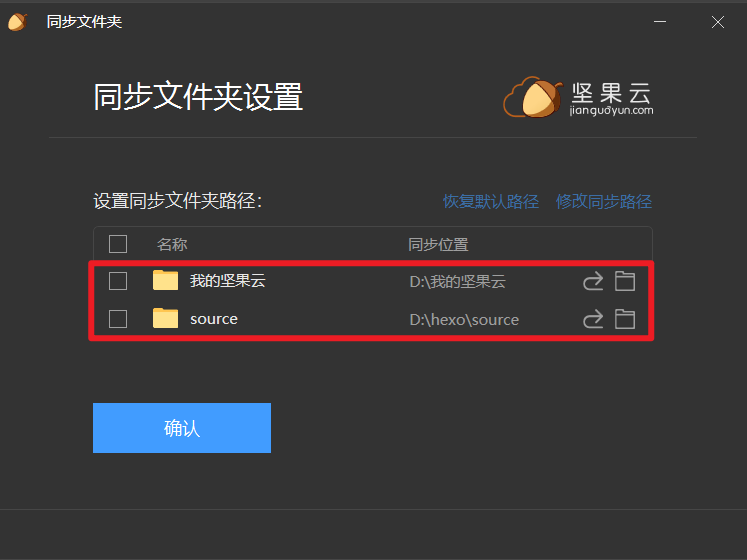 同步文件夹
同步文件夹设置
坚果云
jianguoyun.com
设置同步文件夹路径： 恢复默认路径 修改同步路径
名称 同步位置
我的坚果云 D:\我的坚果云
source D:\hexo\source
确认